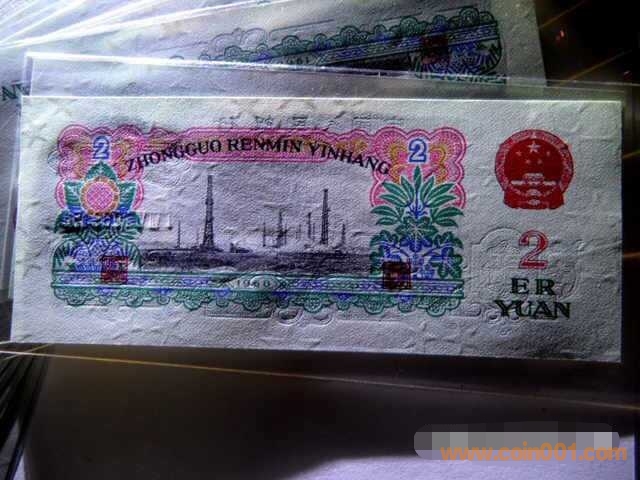 ZHONGGUO RENMIN YINHANG
2
2
1960
2
ER
YUAN
www.coin001.com